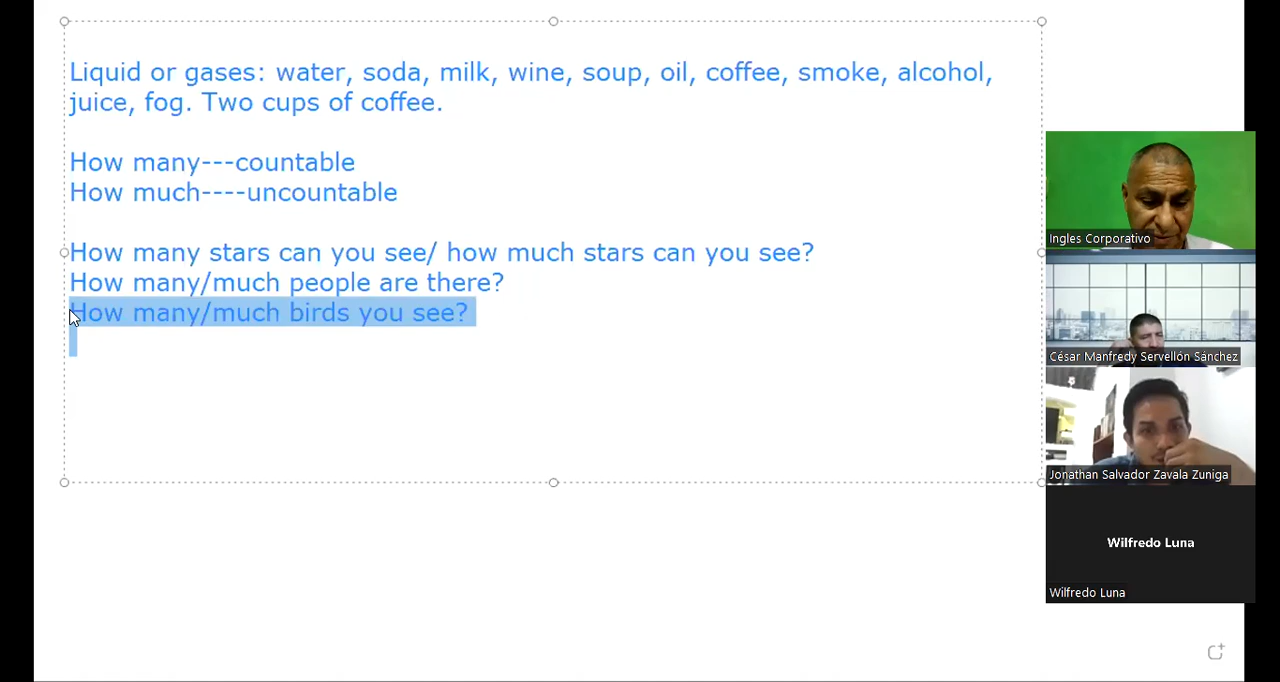 Liquid or gases: water, soda, milk, wine, soup, oil, coffee, smoke, alcohol,
juice, fog. Two cups of coffee.
How many---countable
How much----uncountable
How many stars can you see/ how much stars can you see?
How many/much people are there?
How many/much birds you see?
Ingles Corporativo
César Manfredy Servellón Sánchez
Jonathan Salvador Zavala Zuniga
Wilfredo Luna
Wilfredo Luna